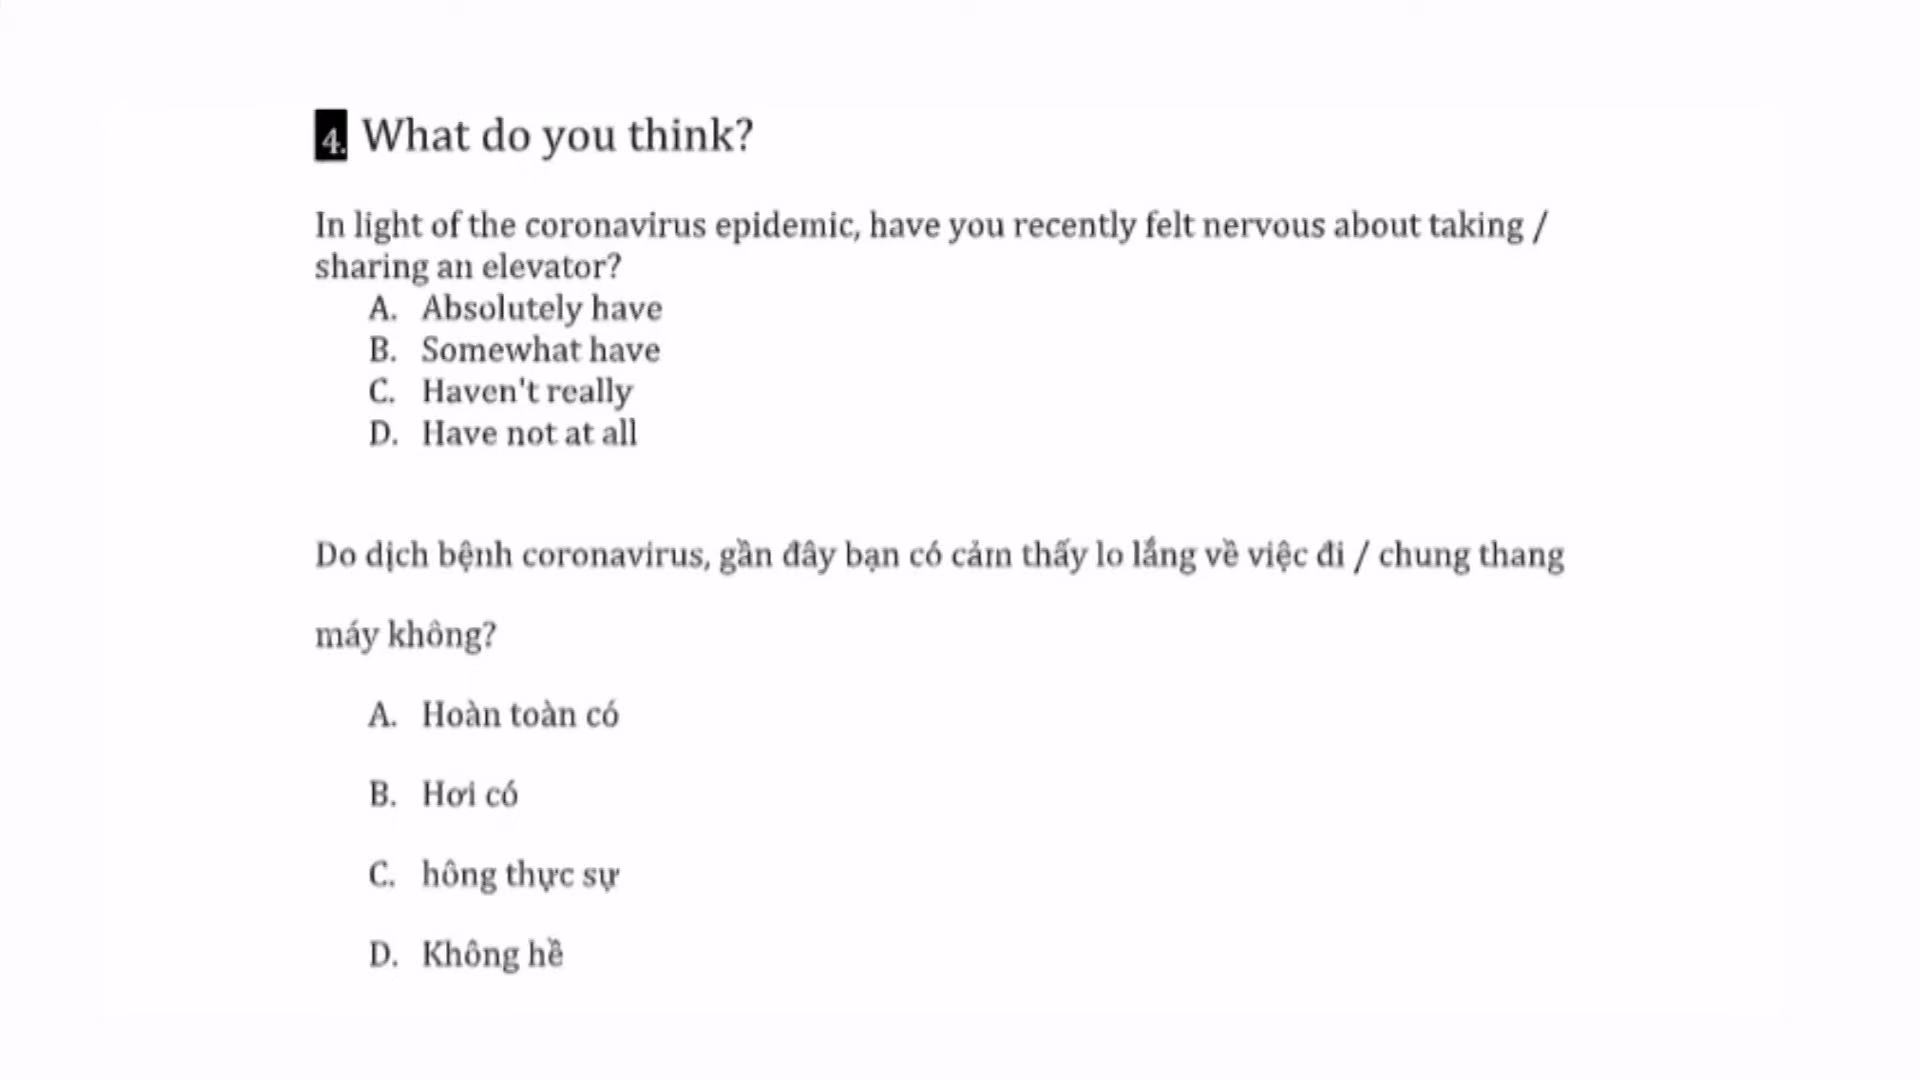 4. What do you think?
In light of the coronavirus epidemic, have you recently felt nervous about taking /
sharing an elevator?
A. Absolutely have
B. Somewhat have
C. Haven't really
D. Have not at all
Do dịch bệnh coronavirus, gần đây bạn có cảm thấy lo lắng về việc đi / chung thang
máy không?
A. Hoàn toàn có
B. Hơi có
C. hông thực sự
D. Không hề